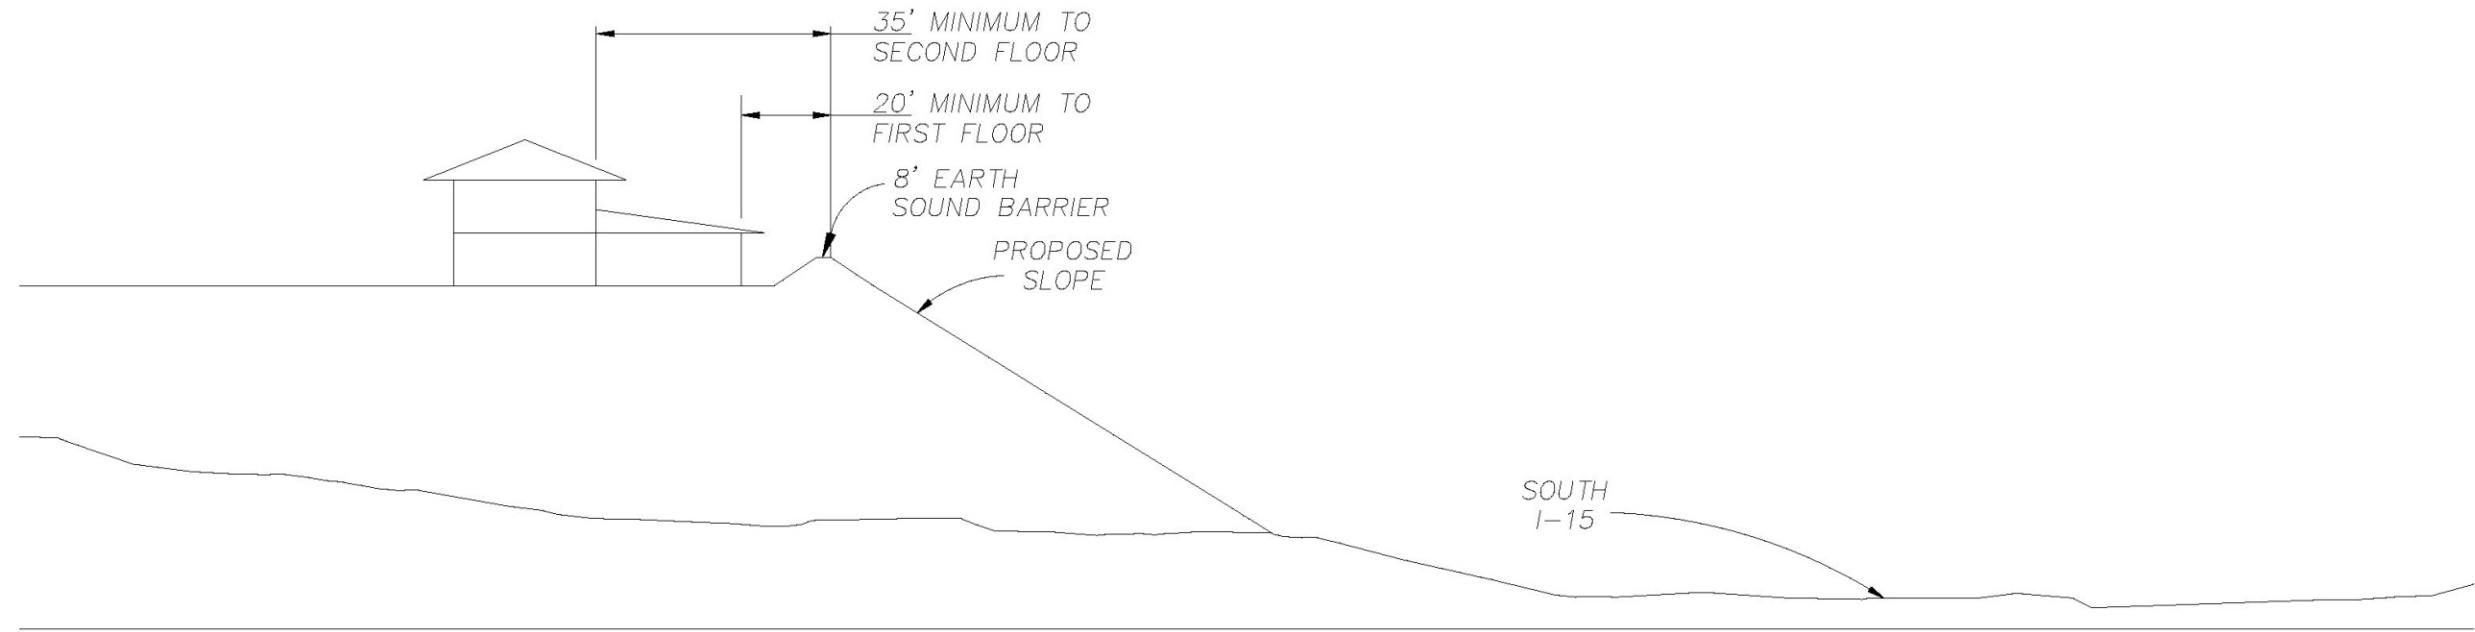 35' MINIMUM TO
SECOND FLOOR
20' MINIMUM TO
FIRST FLOOR
8' EARTH
SOUND BARRIER
PROPOSED
SLOPE
SOUTH
I-15